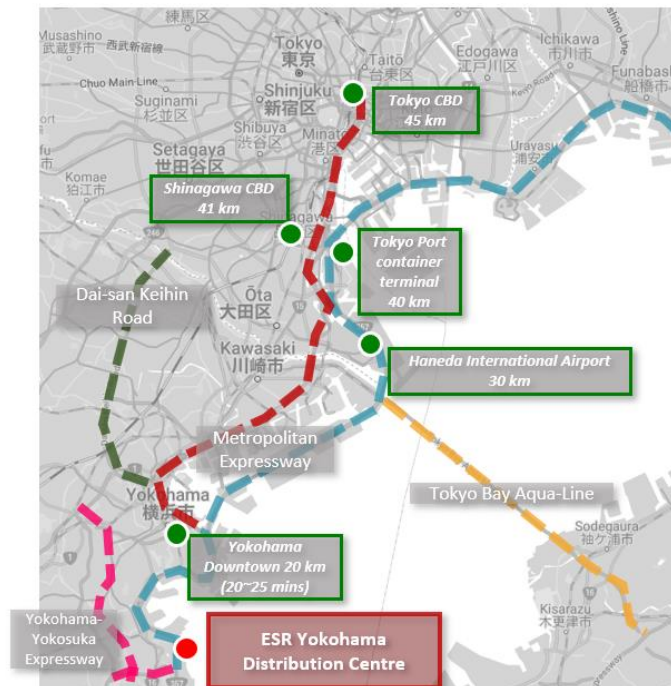 練馬区
Musashino
武蔵野市
西武新宿線
Tokyo
東京
Taitō
台東区
Edogawa
江戸川区
Ichikawa
市川市
Funabashi
船橋市
Chuo Main-Line
Shinjuku
新宿区
Suginami
杉並区
Shibuya
渋谷区
Minato
港区
Setagaya
世田谷区
Komae
狛江市
Urayasu
Tokyo CBD
45 km
Shinagawa CBD
41 km
Tokyo Port
container
terminal
40 km
Dai-san Keihin
Road
Ōta
大田区
Kawasaki
川崎市
Haneda International Airport
30 km
Metropolitan
Expressway
Tokyo Bay Aqua-Line
Yokohama
横浜市
Sodegaura
袖ケ浦市
Kisarazu
木更津市
Yokohama
Downtown 20 km
(20~25 mins)
Yokohama-
Yokosuka
Expressway
ESR Yokohama
Distribution Centre